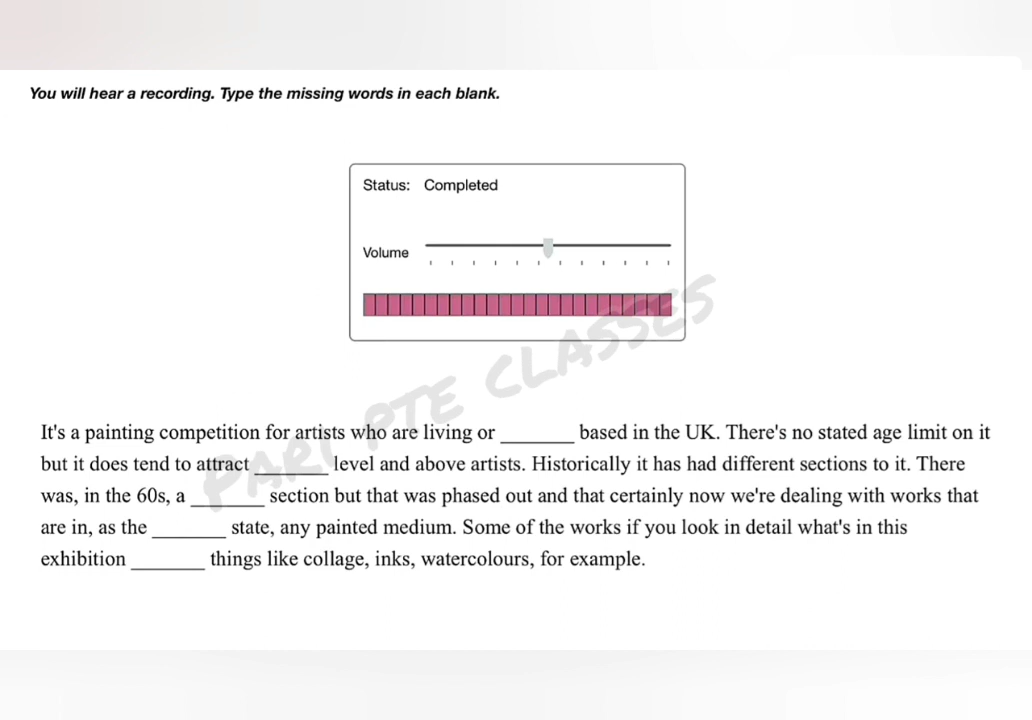 You will hear a recording. Type the missing words in each blank.
Status: Completed
Volume
PARI PTE CLASSES
It's a painting competition for artists who are living or _______ based in the UK. There's no stated age limit on it
but it does tend to attract _______ level and above artists. Historically it has had different sections to it. There
was, in the 60s, a _______ section but that was phased out and that certainly now we're dealing with works that
are in, as the _______ state, any painted medium. Some of the works if you look in detail what's in this
exhibition _______ things like collage, inks, watercolours, for example.